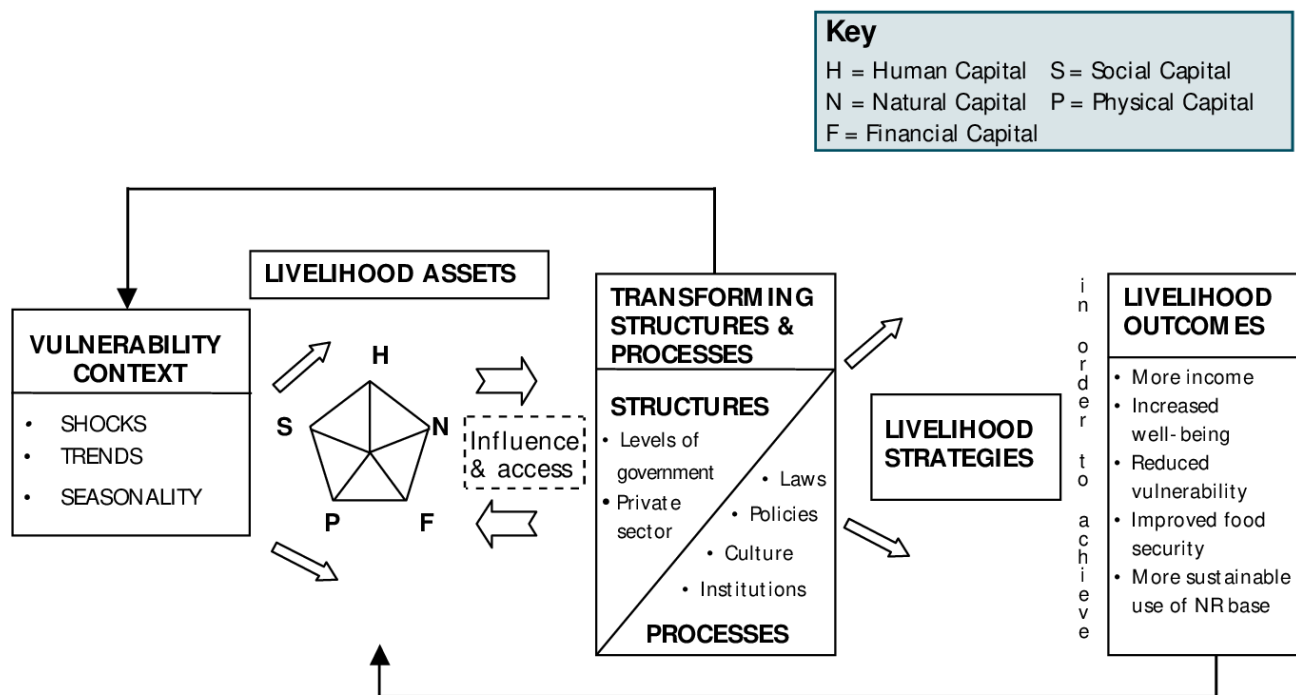 Key
H = Human Capital S = Social Capital
N = Natural Capital P = Physical Capital
F = Financial Capital
LIVELIHOOD ASSETS
VULNERABILITY
CONTEXT
• SHOCKS
• TRENDS
• SEASONALITY
H
S
N
P
F
Influence
& access
TRANSFORMING
STRUCTURES &
PROCESSES
STRUCTURES
• Levels of
government
• Private
sector
• Laws
• Policies
• Culture
• Institutions
PROCESSES
LIVELIHOOD
STRATEGIES
in order to achieve
LIVELIHOOD
OUTCOMES
• More income
• Increased
well-being
• Reduced
vulnerability
• Improved food
security
• More sustainable
use of NR base